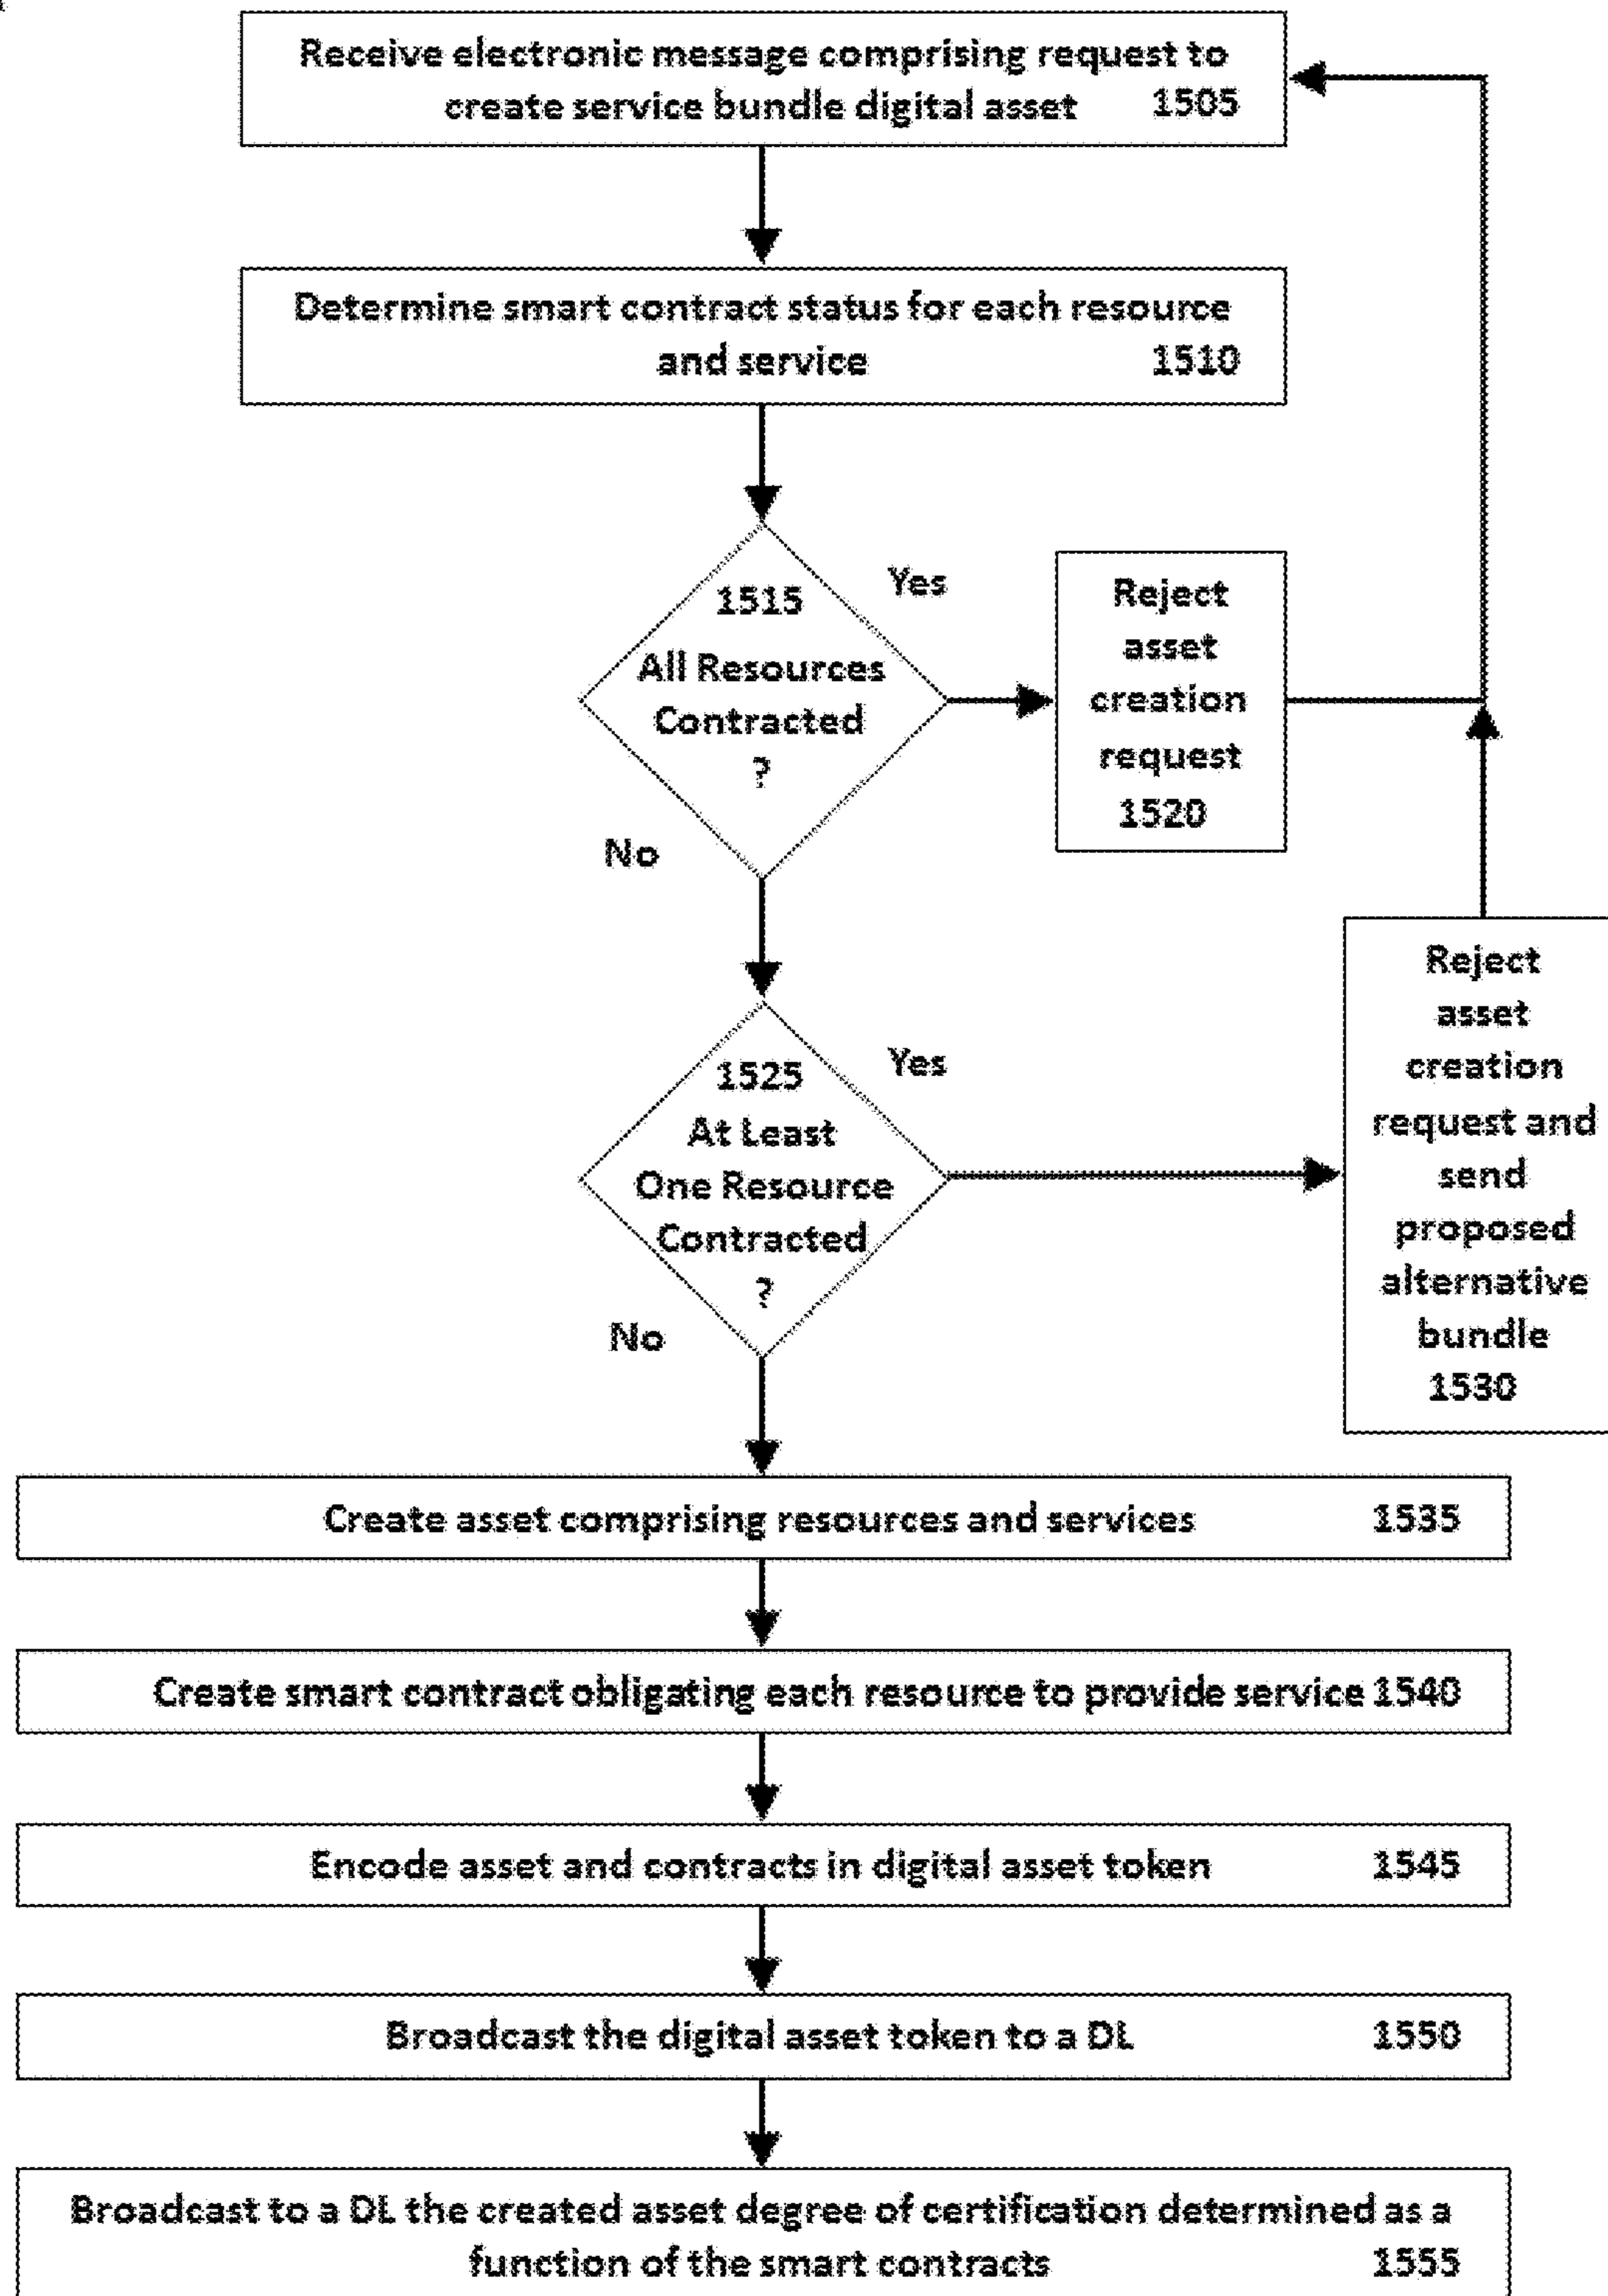 Receive electronic message comprising request to
create service bundle digital asset 1505
Determine smart contract status for each resource
and service 1510
1515
All Resources
Contracted
?
Yes
No
Reject
asset
creation
request
1520
1525
At Least
One Resource
Contracted
?
Yes
No
Reject
asset
creation
request and
send
proposed
alternative
bundle
1530
Create asset comprising resources and services 1535
Create smart contract obligating each resource to provide service 1540
Encode asset and contracts in digital asset token 1545
Broadcast the digital asset token to a DL 1550
Broadcast to a DL the created asset degree of certification determined as a
function of the smart contracts 1555